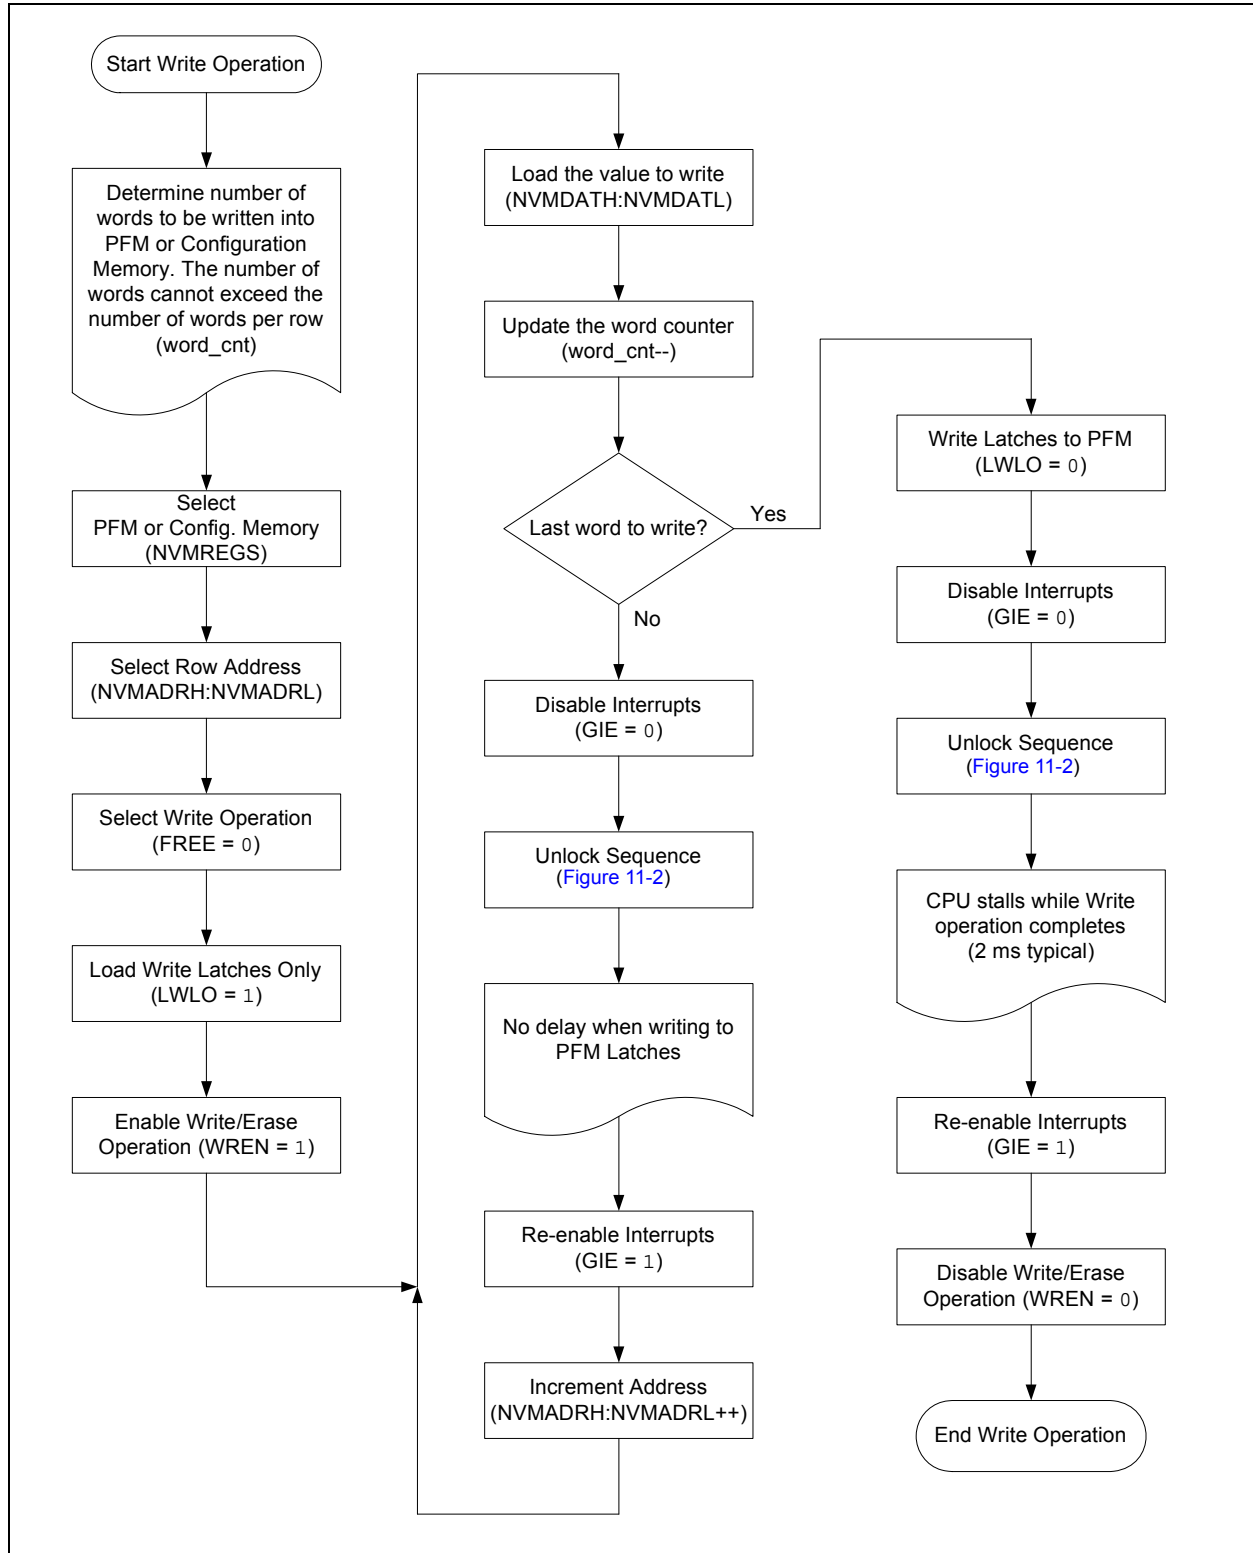 Start Write Operation
Determine number of
words to be written into
PFM or Configuration
Memory. The number of
words cannot exceed the
number of words per row
(word_cnt)
Select
PFM or Config. Memory
(NVMREGS)
Select Row Address
(NVMADRH:NVMADRL)
Select Write Operation
(FREE = 0)
Load Write Latches Only
(LWLO = 1)
Enable Write/Erase
Operation (WREN = 1)
Load the value to write
(NVMDATH:NVMDATL)
Update the word counter
(word_cnt--)
Last word to write?
Yes
No
Disable Interrupts
(GIE = 0)
Unlock Sequence
(Figure 11-2)
No delay when writing to
PFM Latches
Re-enable Interrupts
(GIE = 1)
Increment Address
(NVMADRH:NVMADRL++)
Write Latches to PFM
(LWLO = 0)
Disable Interrupts
(GIE = 0)
Unlock Sequence
(Figure 11-2)
CPU stalls while Write
operation completes
(2 ms typical)
Re-enable Interrupts
(GIE = 1)
Disable Write/Erase
Operation (WREN = 0)
End Write Operation